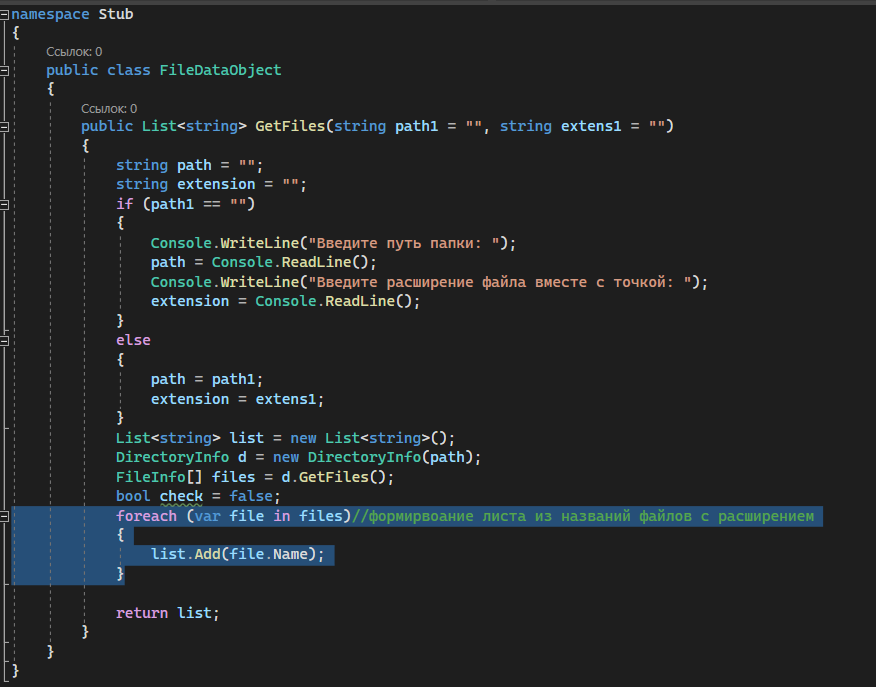 namespace Stub
{
Ссылок: 0
public class FileDataObject
{
Ссылок: 0
public List<string> GetFiles(string path1 = "", string extens1 = "")
{
string path = "";
string extension = "";
if (path1 == "")
{
Console.WriteLine("Введите путь папки: ");
path = Console.ReadLine();
Console.WriteLine("Введите расширение файла вместе с точкой: ");
extension = Console.ReadLine();
}
else
{
path = path1;
extension = extens1;
}
List<string> list = new List<string>();
DirectoryInfo d = new DirectoryInfo(path);
FileInfo[] files = d.GetFiles();
bool check = false;
foreach (var file in files)//формирвоание листа из названий файлов с расширением
{
list.Add(file.Name);
}
return list;
}
}
}